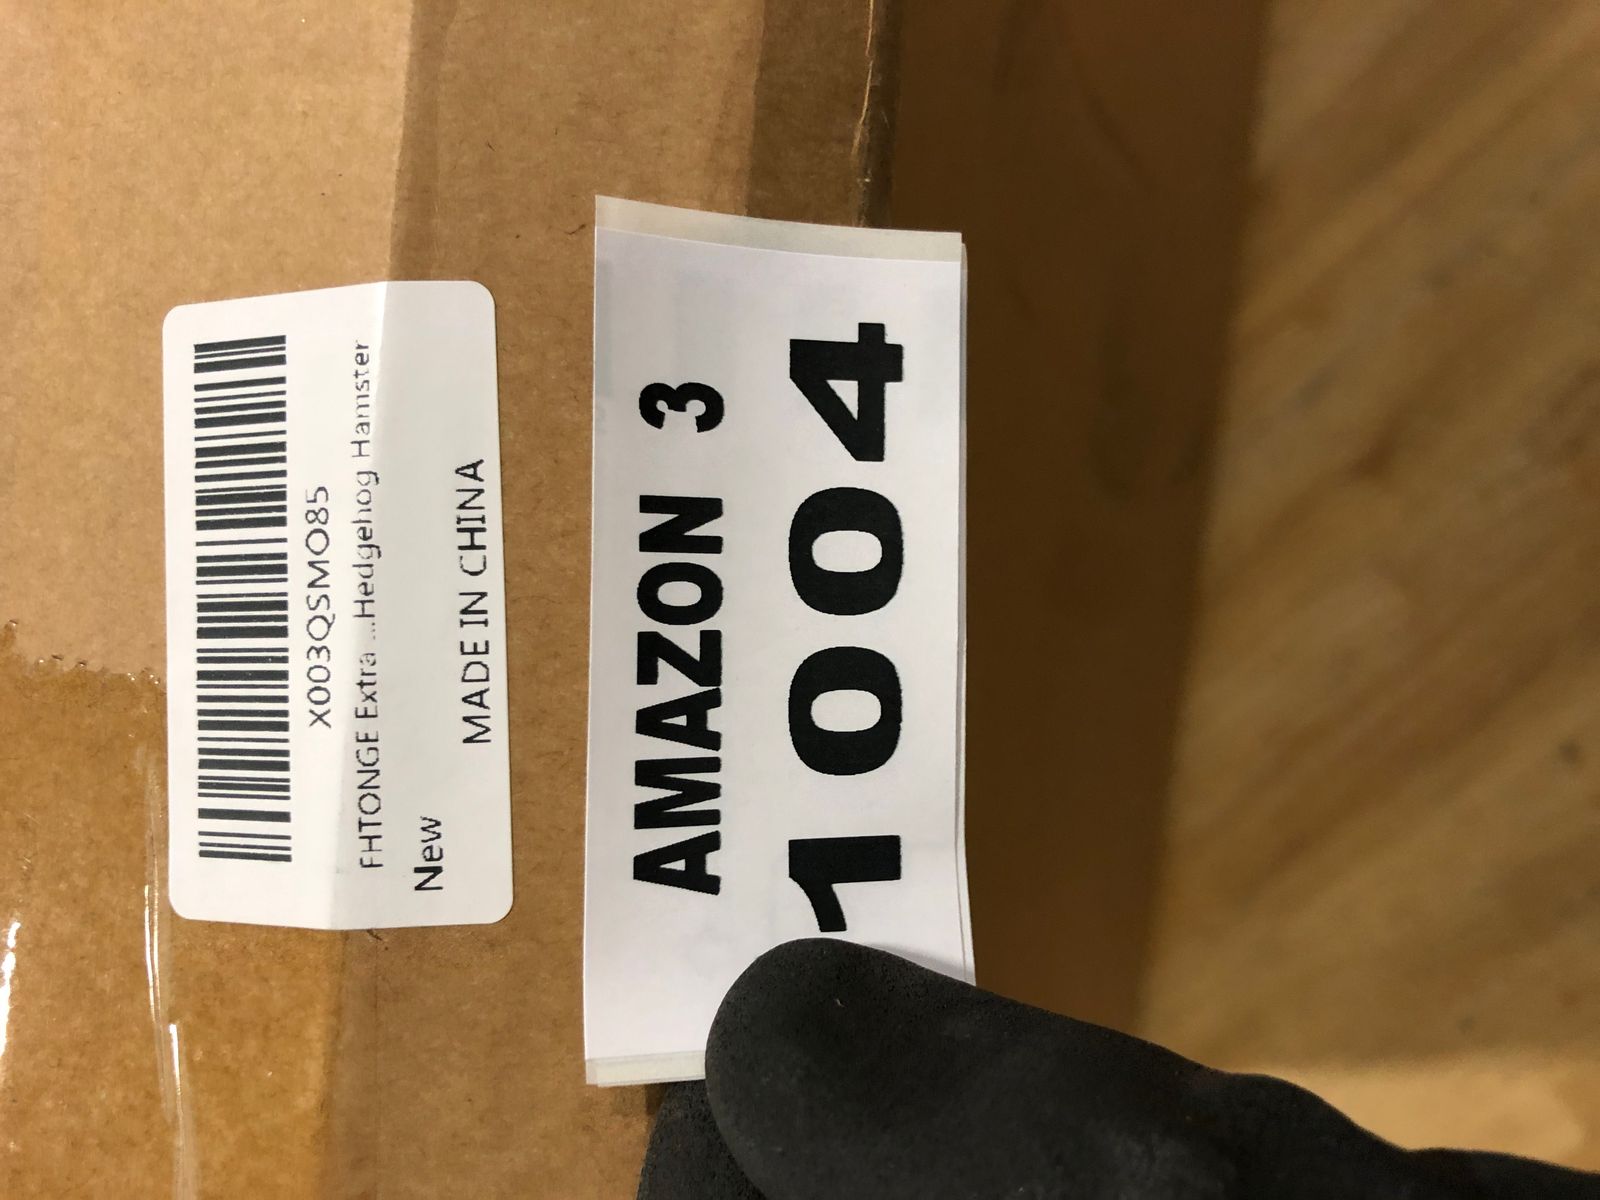 X003QSMO85
FHTONGE Extra ...Hedgehog Hamster
New
MADE IN CHINA
AMAZON 3
1004